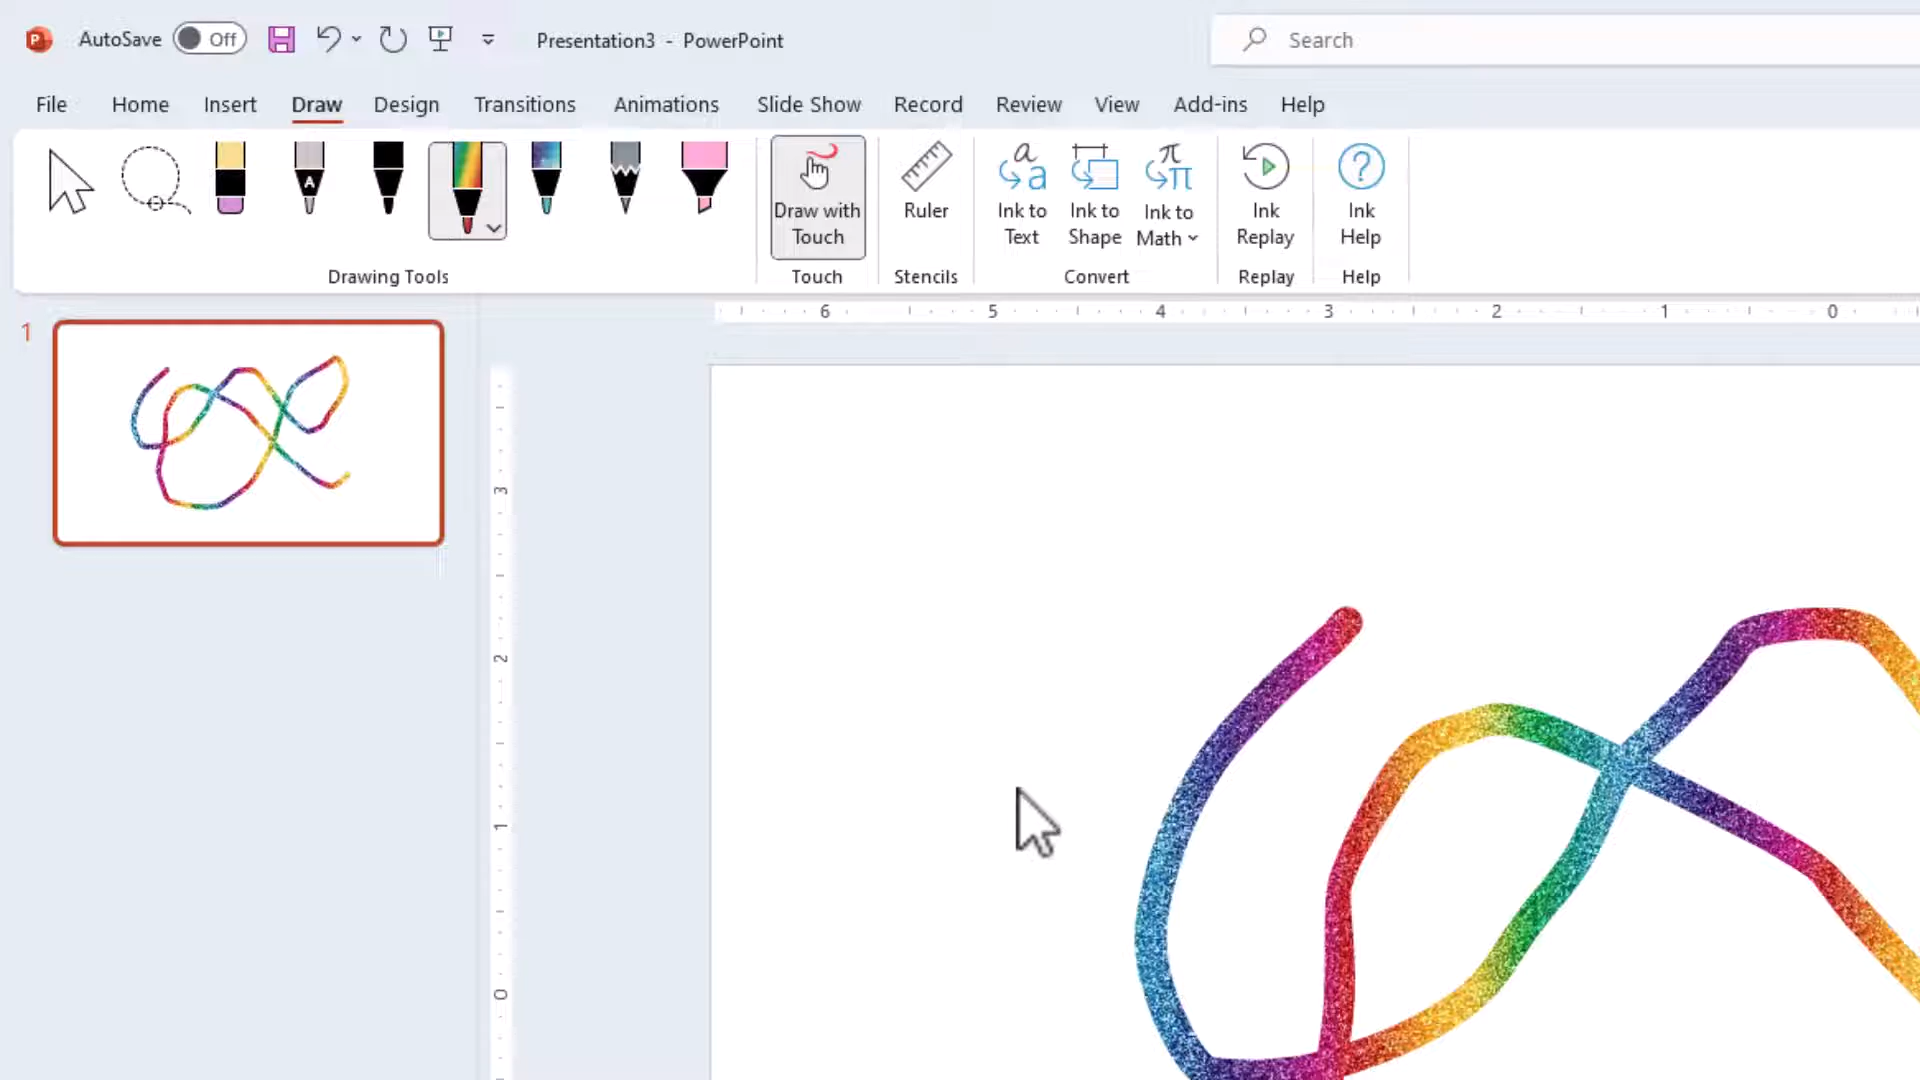 AutoSave Off Presentation3 - PowerPoint Search
File Home Insert Draw Design Transitions Animations Slide Show Record Review View Add-ins Help
A a a π π
Draw with Touch Ruler Ink to Text Ink to Shape Ink to Math Ink Replay Ink Help
Drawing Tools Touch Stencils Convert Replay Help
6 5 4 3 2 1 0
1
3
2
1
0